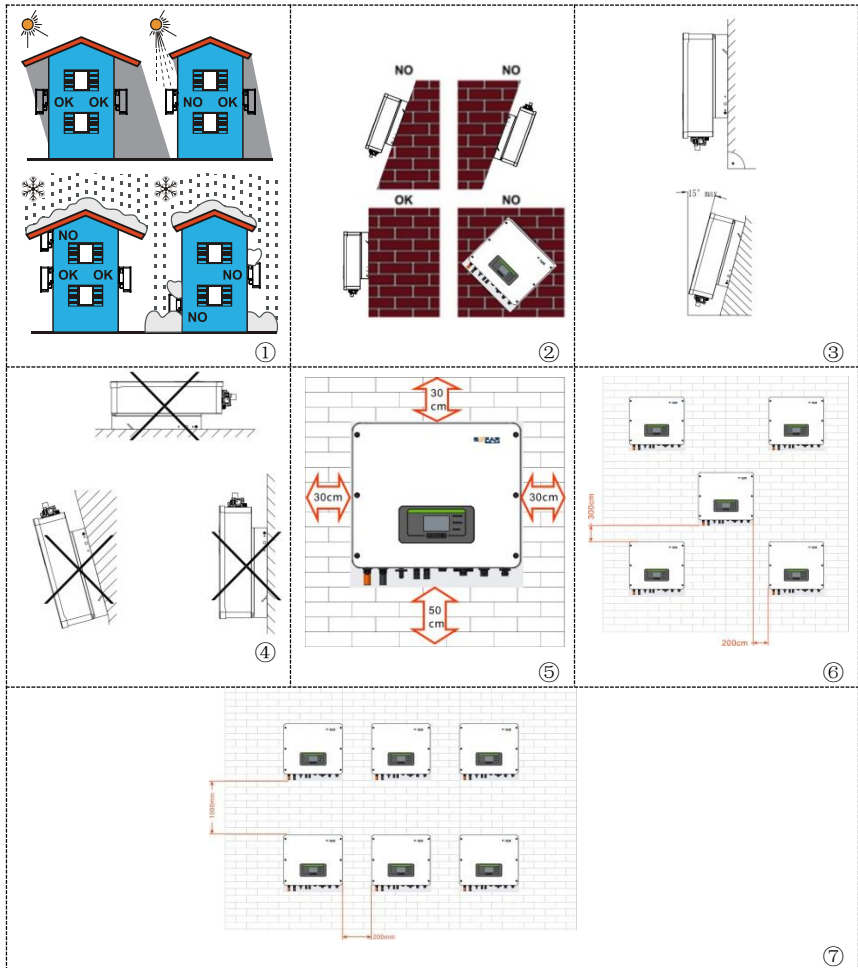 OK OK
NO OK
NO
OK OK
NO
NO
①
NO
NO
OK
NO
②
15° max
③
④
30
cm
30cm
30cm
50
cm
⑤
300cm
200cm
⑥
1000mm
200mm
⑦